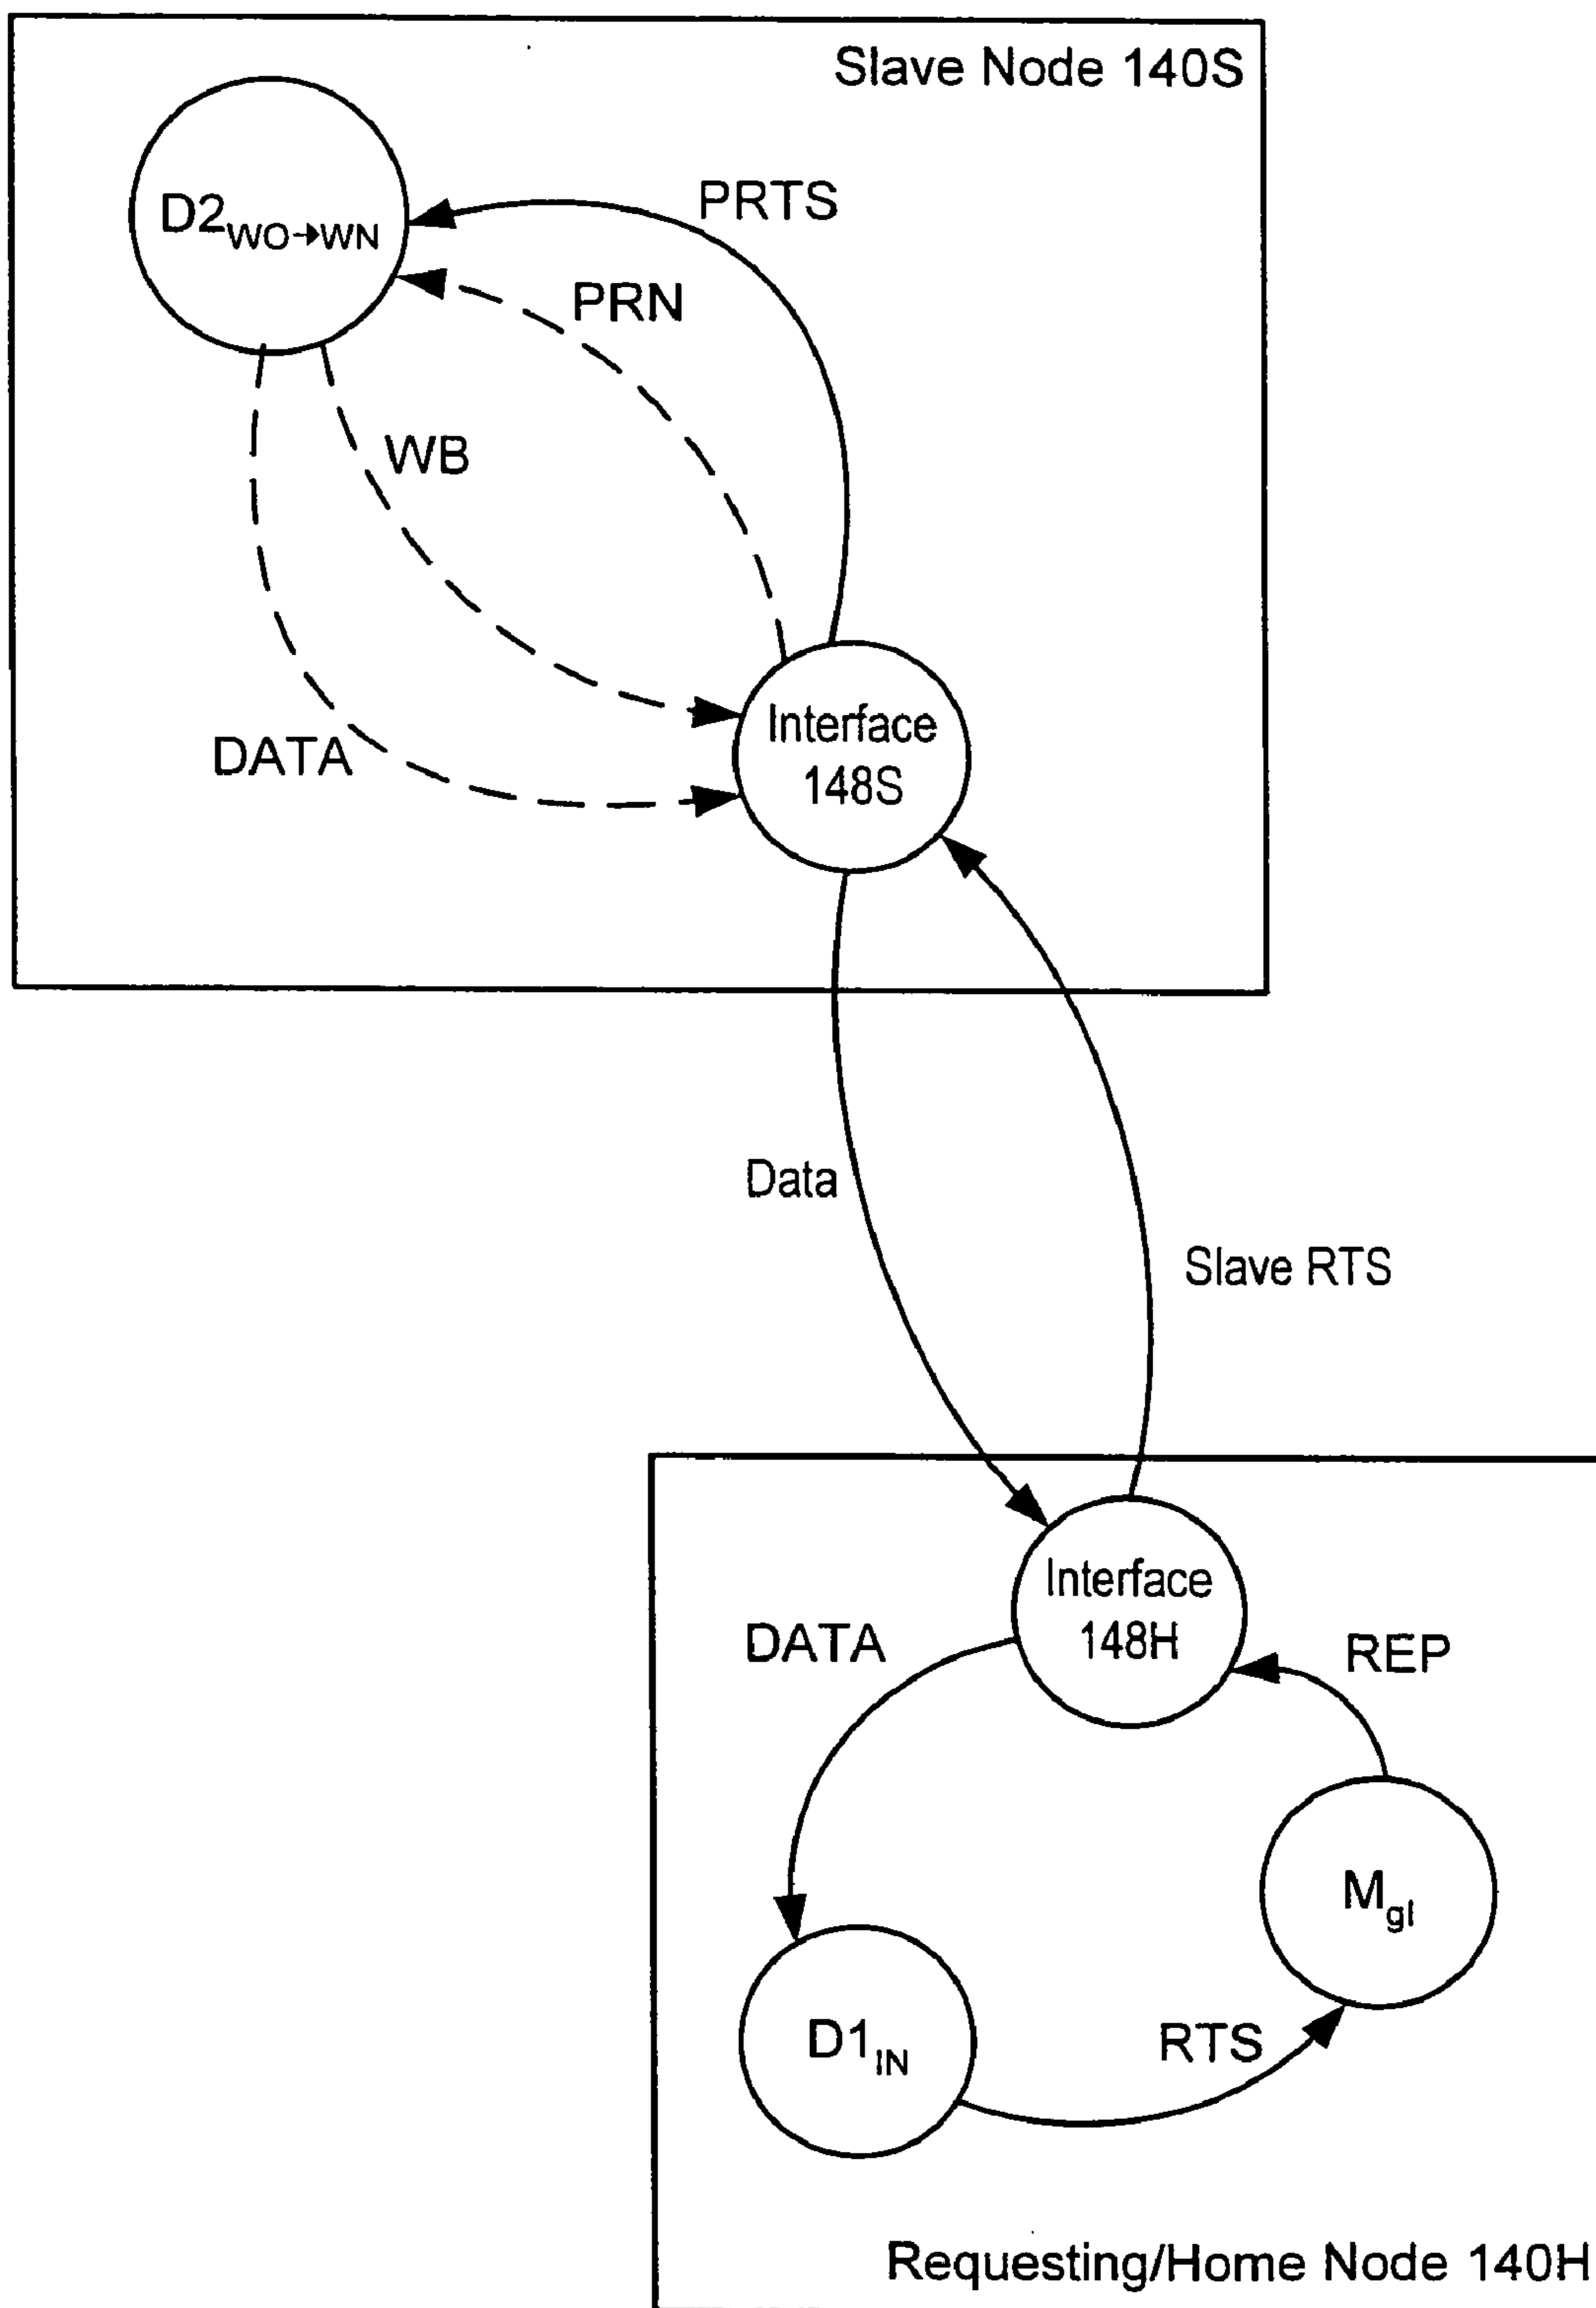 Slave Node 140S
D2WO→WN
PRTS
PRN
WB
DATA
Interface
148S
Data
Slave RTS
Interface
148H
DATA
REP
Mgl
D1IN
RTS
Requesting/Home Node 140H